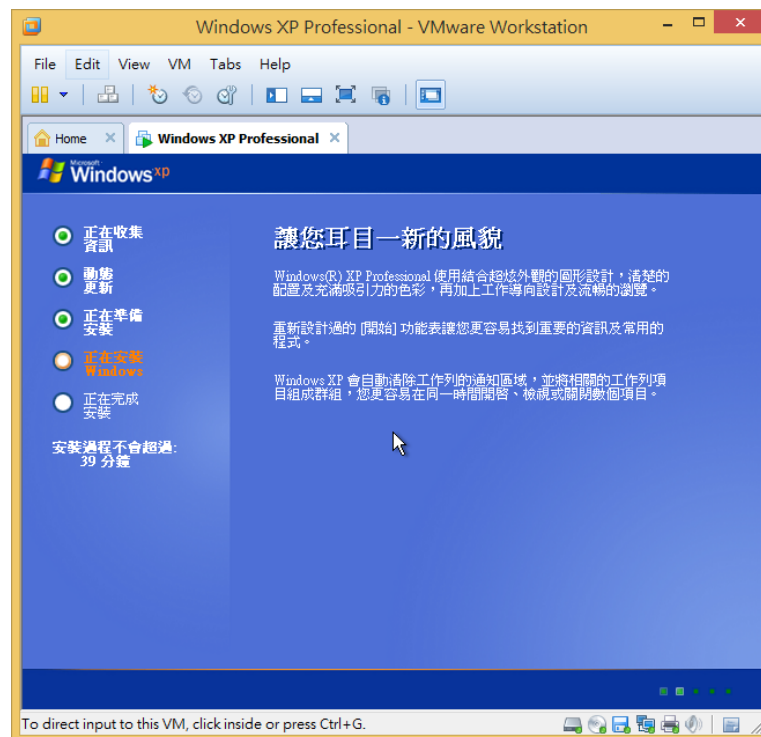 Windows XP Professional - VMware Workstation
File Edit View VM Tabs Help
Home Windows XP Professional
Microsoft
Windows xp
正在收集
資訊
動態
更新
正在準備
安裝
正在安裝
Windows
正在完成
安裝
安裝過程不會超過:
39 分鐘
讓您耳目一新的風貌
Windows(R) XP Professional 使用結合超炫外觀的圖形設計，清楚的
配置及充滿吸引力的色彩，再加上工作導向設計及流暢的瀏覽。
重新設計過的 [開始] 功能表讓您更容易找到重要的資訊及常用的
程式。
Windows XP 會自動清除工作列的通知區域，並將相關的工作列項
目組成群組，您更容易在同一時間開啓、檢視或關閉數個項目。
To direct input to this VM, click inside or press Ctrl+G.